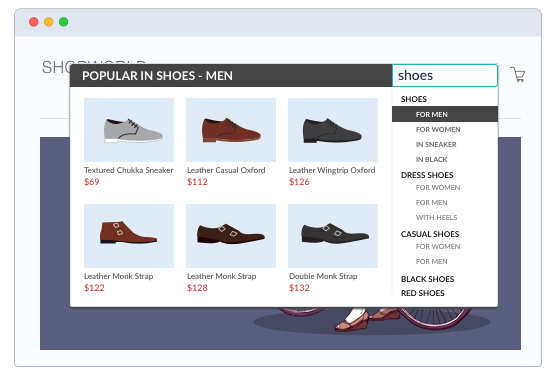 SHOPWORLD
POPULAR IN SHOES - MEN
shoes
Textured Chukka Sneaker
$69
Leather Casual Oxford
$112
Leather Wingtrip Oxford
$126
Leather Monk Strap
$122
Leather Monk Strap
$128
Double Monk Strap
$132
SHOES
FOR MEN
FOR WOMEN
IN SNEAKER
IN BLACK
DRESS SHOES
FOR WOMEN
FOR MEN
WITH HEELS
CASUAL SHOES
FOR WOMEN
FOR MEN
BLACK SHOES
RED SHOES